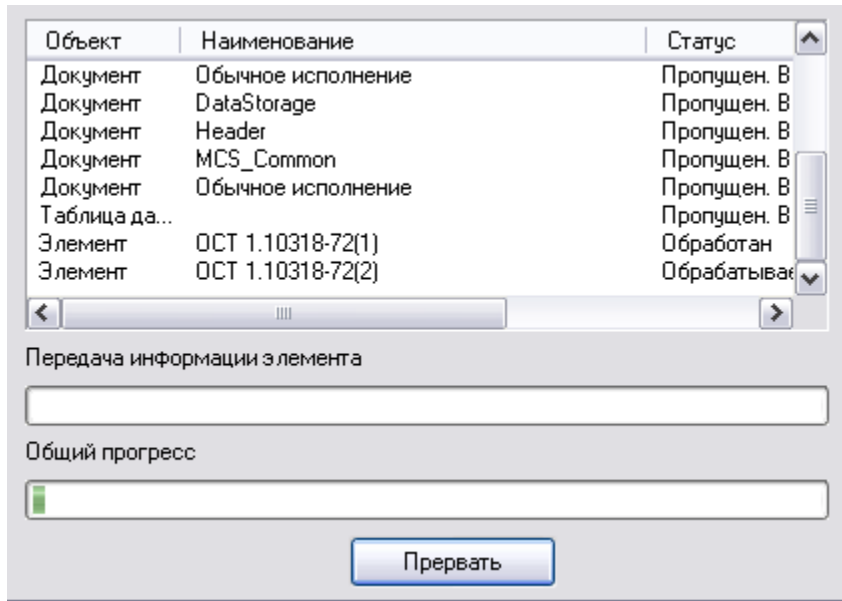 Объект Наименование Статус
Документ Обычное исполнение Пропущен. В
Документ DataStorage Пропущен. В
Документ Header Пропущен. В
Документ MCS_Common Пропущен. В
Документ Обычное исполнение Пропущен. В
Таблица да... Пропущен. В
Элемент ОСТ 1.10318-72(1) Обработан
Элемент ОСТ 1.10318-72(2) Обрабатывае
Передача информации элемента
Общий прогресс
Прервать